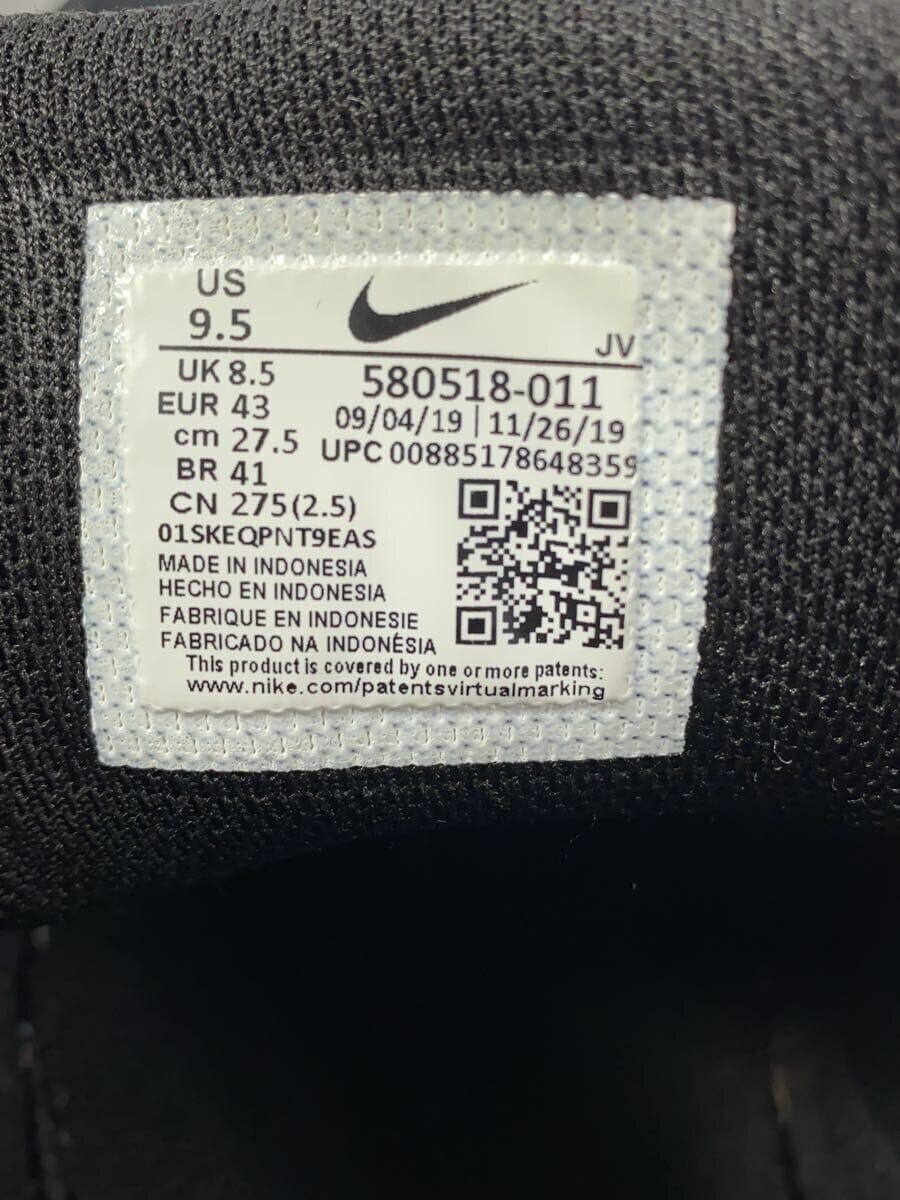 US
9.5
JV
UK 8.5
EUR 43
cm 27.5
BR 41
CN 275(2.5)
580518-011
09/04/19 | 11/26/19
UPC 00885178648359
01SKEQPNT9EAS
MADE IN INDONESIA
HECHO EN INDONESIA
FABRIQUE EN INDONESIE
FABRICADO NA INDONÉSIA
This product is covered by one or more patents:
www.nike.com/patentsvirtualmarking